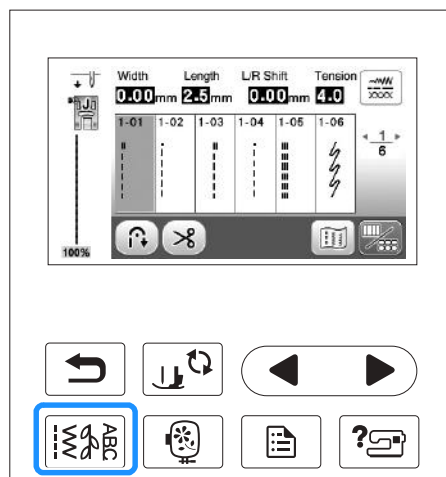 Width Length L/R Shift Tension
0.00mm 2.5mm 0.00mm 4.0
1-01 1-02 1-03 1-04 1-05 1-06
J
1
6
100%
ABC
?